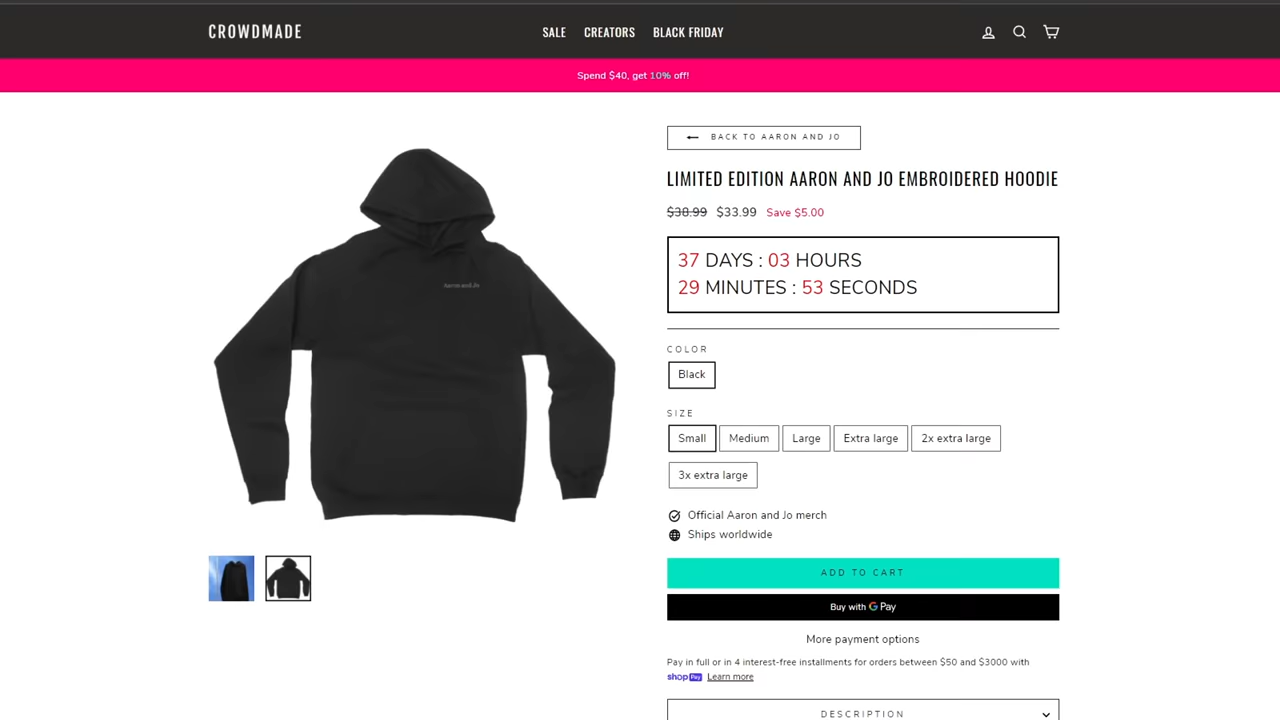 CROWDMADE
SALE CREATORS BLACK FRIDAY
Spend $40, get 10% off!
BACK TO AARON AND JO
LIMITED EDITION AARON AND JO EMBROIDERED HOODIE
$38.99 $33.99 Save $5.00
37 DAYS : 03 HOURS
29 MINUTES : 53 SECONDS
COLOR
Black
SIZE
Small Medium Large Extra large 2x extra large
3x extra large
Official Aaron and Jo merch
Ships worldwide
ADD TO CART
Buy with G Pay
More payment options
Pay in full or in 4 interest-free installments for orders between $50 and $3000 with
shop Pay Learn more
DESCRIPTION
Aaron and Jo